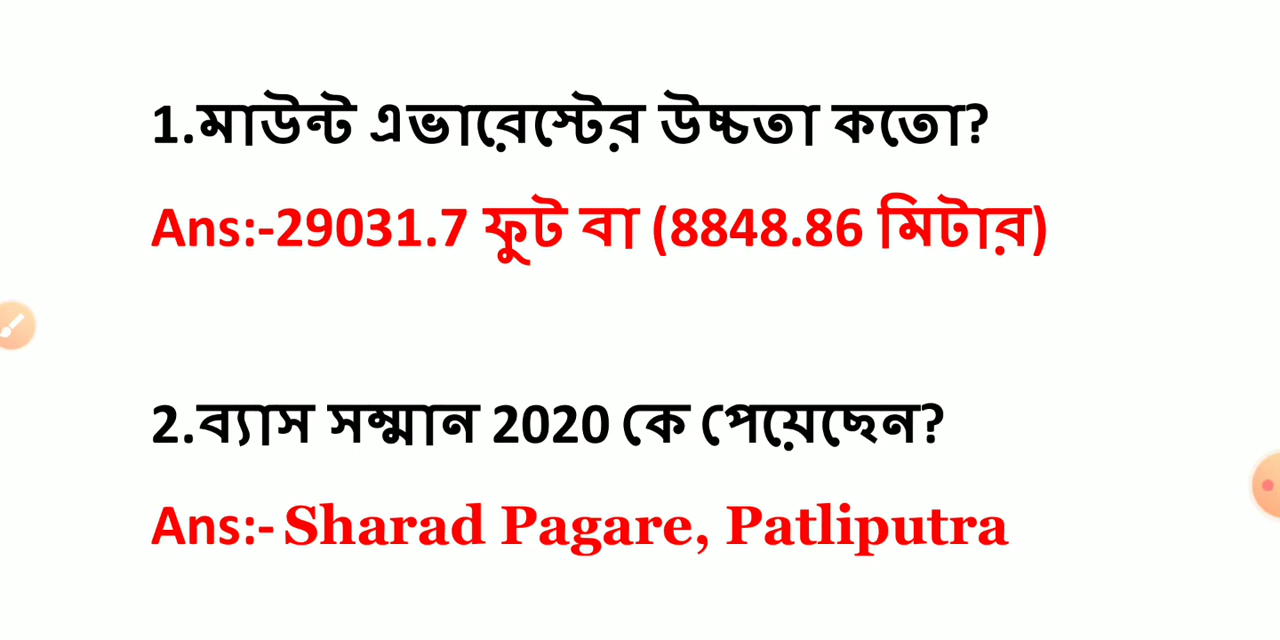 1.মাউন্ট এভারেস্টের উচ্চতা কতো?
Ans:-29031.7 ফুট বা (8848.86 মিটার)
2.ব্যাস সম্মান 2020 কে পেয়েছেন?
Ans:- Sharad Pagare, Patliputra